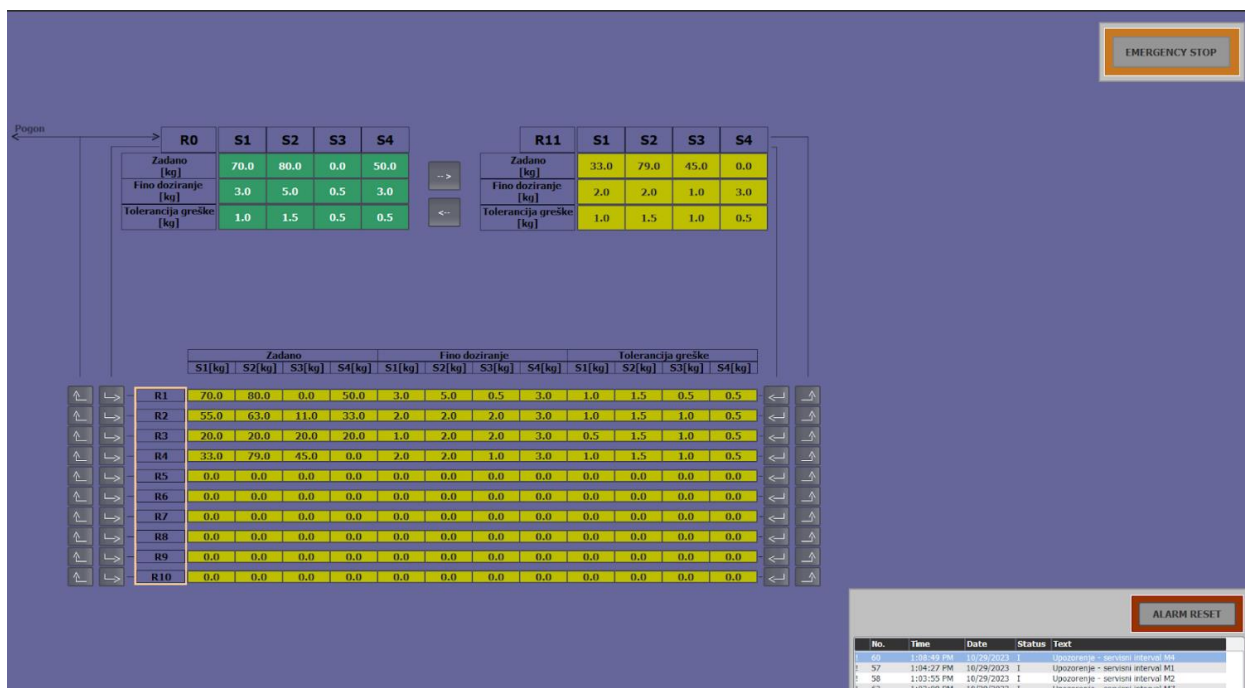 EMERGENCY STOP
Pogon
R0 S1 S2 S3 S4
Zadano [kg] 70.0 80.0 0.0 50.0
Fino doziranje [kg] 3.0 5.0 0.5 3.0
Tolerancija greške [kg] 1.0 1.5 0.5 0.5
-->
<--
R11 S1 S2 S3 S4
Zadano [kg] 33.0 79.0 45.0 0.0
Fino doziranje [kg] 2.0 2.0 1.0 3.0
Tolerancija greške [kg] 1.0 1.5 1.0 0.5
Zadano Fino doziranje Tolerancija greške
S1[kg] S2[kg] S3[kg] S4[kg] S1[kg] S2[kg] S3[kg] S4[kg] S1[kg] S2[kg] S3[kg] S4[kg]
R1 70.0 80.0 0.0 50.0 3.0 5.0 0.5 3.0 1.0 1.5 0.5 0.5
R2 55.0 63.0 11.0 33.0 2.0 2.0 2.0 3.0 1.0 1.5 1.0 0.5
R3 20.0 20.0 20.0 20.0 1.0 2.0 2.0 3.0 0.5 1.5 1.0 0.5
R4 33.0 79.0 45.0 0.0 2.0 2.0 1.0 3.0 1.0 1.5 1.0 0.5
R5 0.0 0.0 0.0 0.0 0.0 0.0 0.0 0.0 0.0 0.0 0.0 0.0
R6 0.0 0.0 0.0 0.0 0.0 0.0 0.0 0.0 0.0 0.0 0.0 0.0
R7 0.0 0.0 0.0 0.0 0.0 0.0 0.0 0.0 0.0 0.0 0.0 0.0
R8 0.0 0.0 0.0 0.0 0.0 0.0 0.0 0.0 0.0 0.0 0.0 0.0
R9 0.0 0.0 0.0 0.0 0.0 0.0 0.0 0.0 0.0 0.0 0.0 0.0
R10 0.0 0.0 0.0 0.0 0.0 0.0 0.0 0.0 0.0 0.0 0.0 0.0
ALARM RESET
No. Time Date Status Text
! 60 1:08:49 PM 10/29/2023 I Upozorenje - servisni interval M4
! 57 1:04:27 PM 10/29/2023 I Upozorenje - servisni interval M1
! 58 1:03:55 PM 10/29/2023 I Upozorenje - servisni interval M2